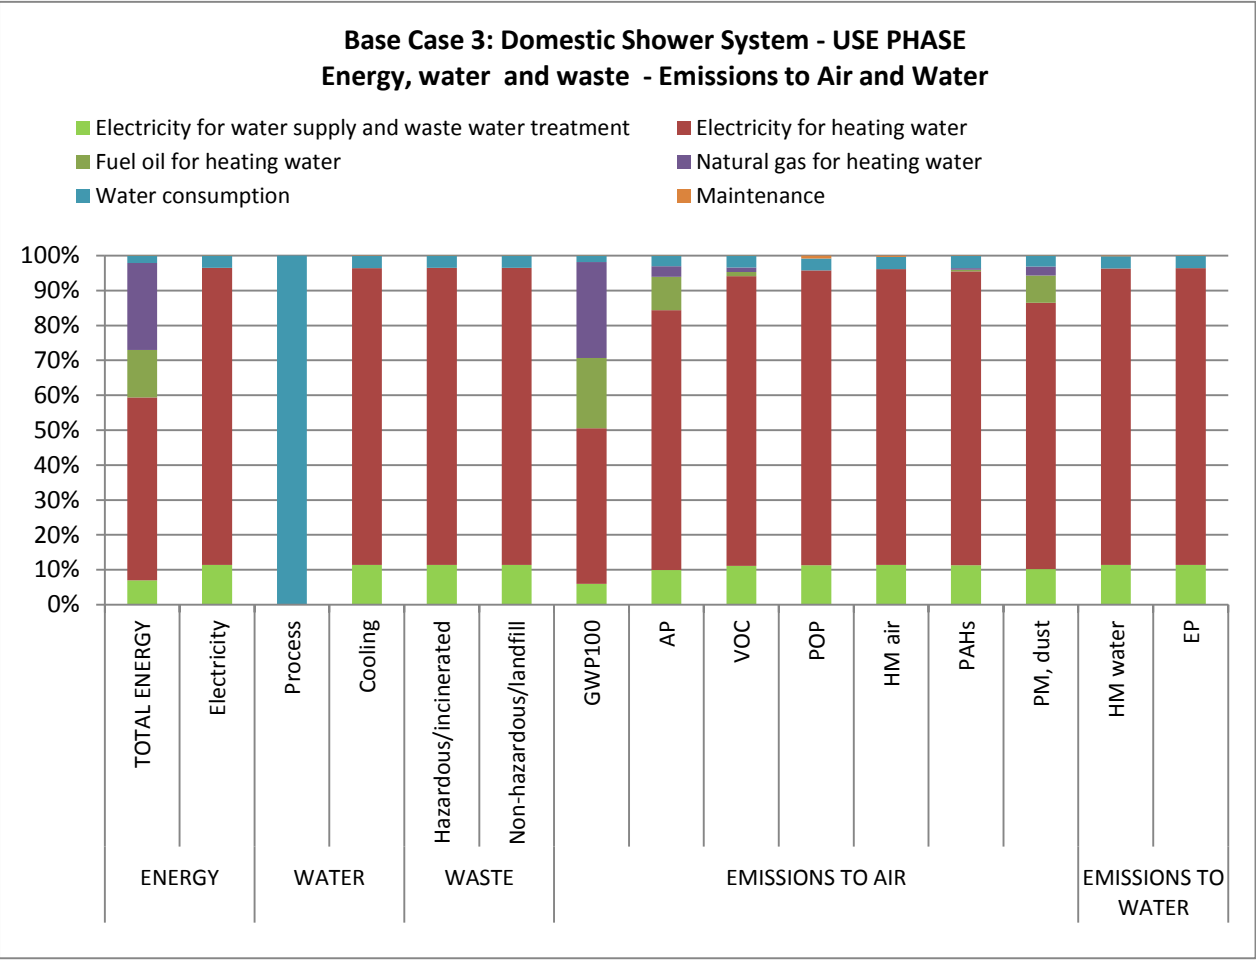 Base Case 3: Domestic Shower System - USE PHASE
Energy, water and waste - Emissions to Air and Water
Electricity for water supply and waste water treatment
Electricity for heating water
Fuel oil for heating water
Natural gas for heating water
Water consumption
Maintenance
100%
90%
80%
70%
60%
50%
40%
30%
20%
10%
0%
TOTAL ENERGY
Electricity
Process
Cooling
Hazardous/incinerated
Non-hazardous/landfill
GWP100
AP
VOC
POP
HM air
PAHs
PM, dust
HM water
EP
ENERGY
WATER
WASTE
EMISSIONS TO AIR
EMISSIONS TO
WATER